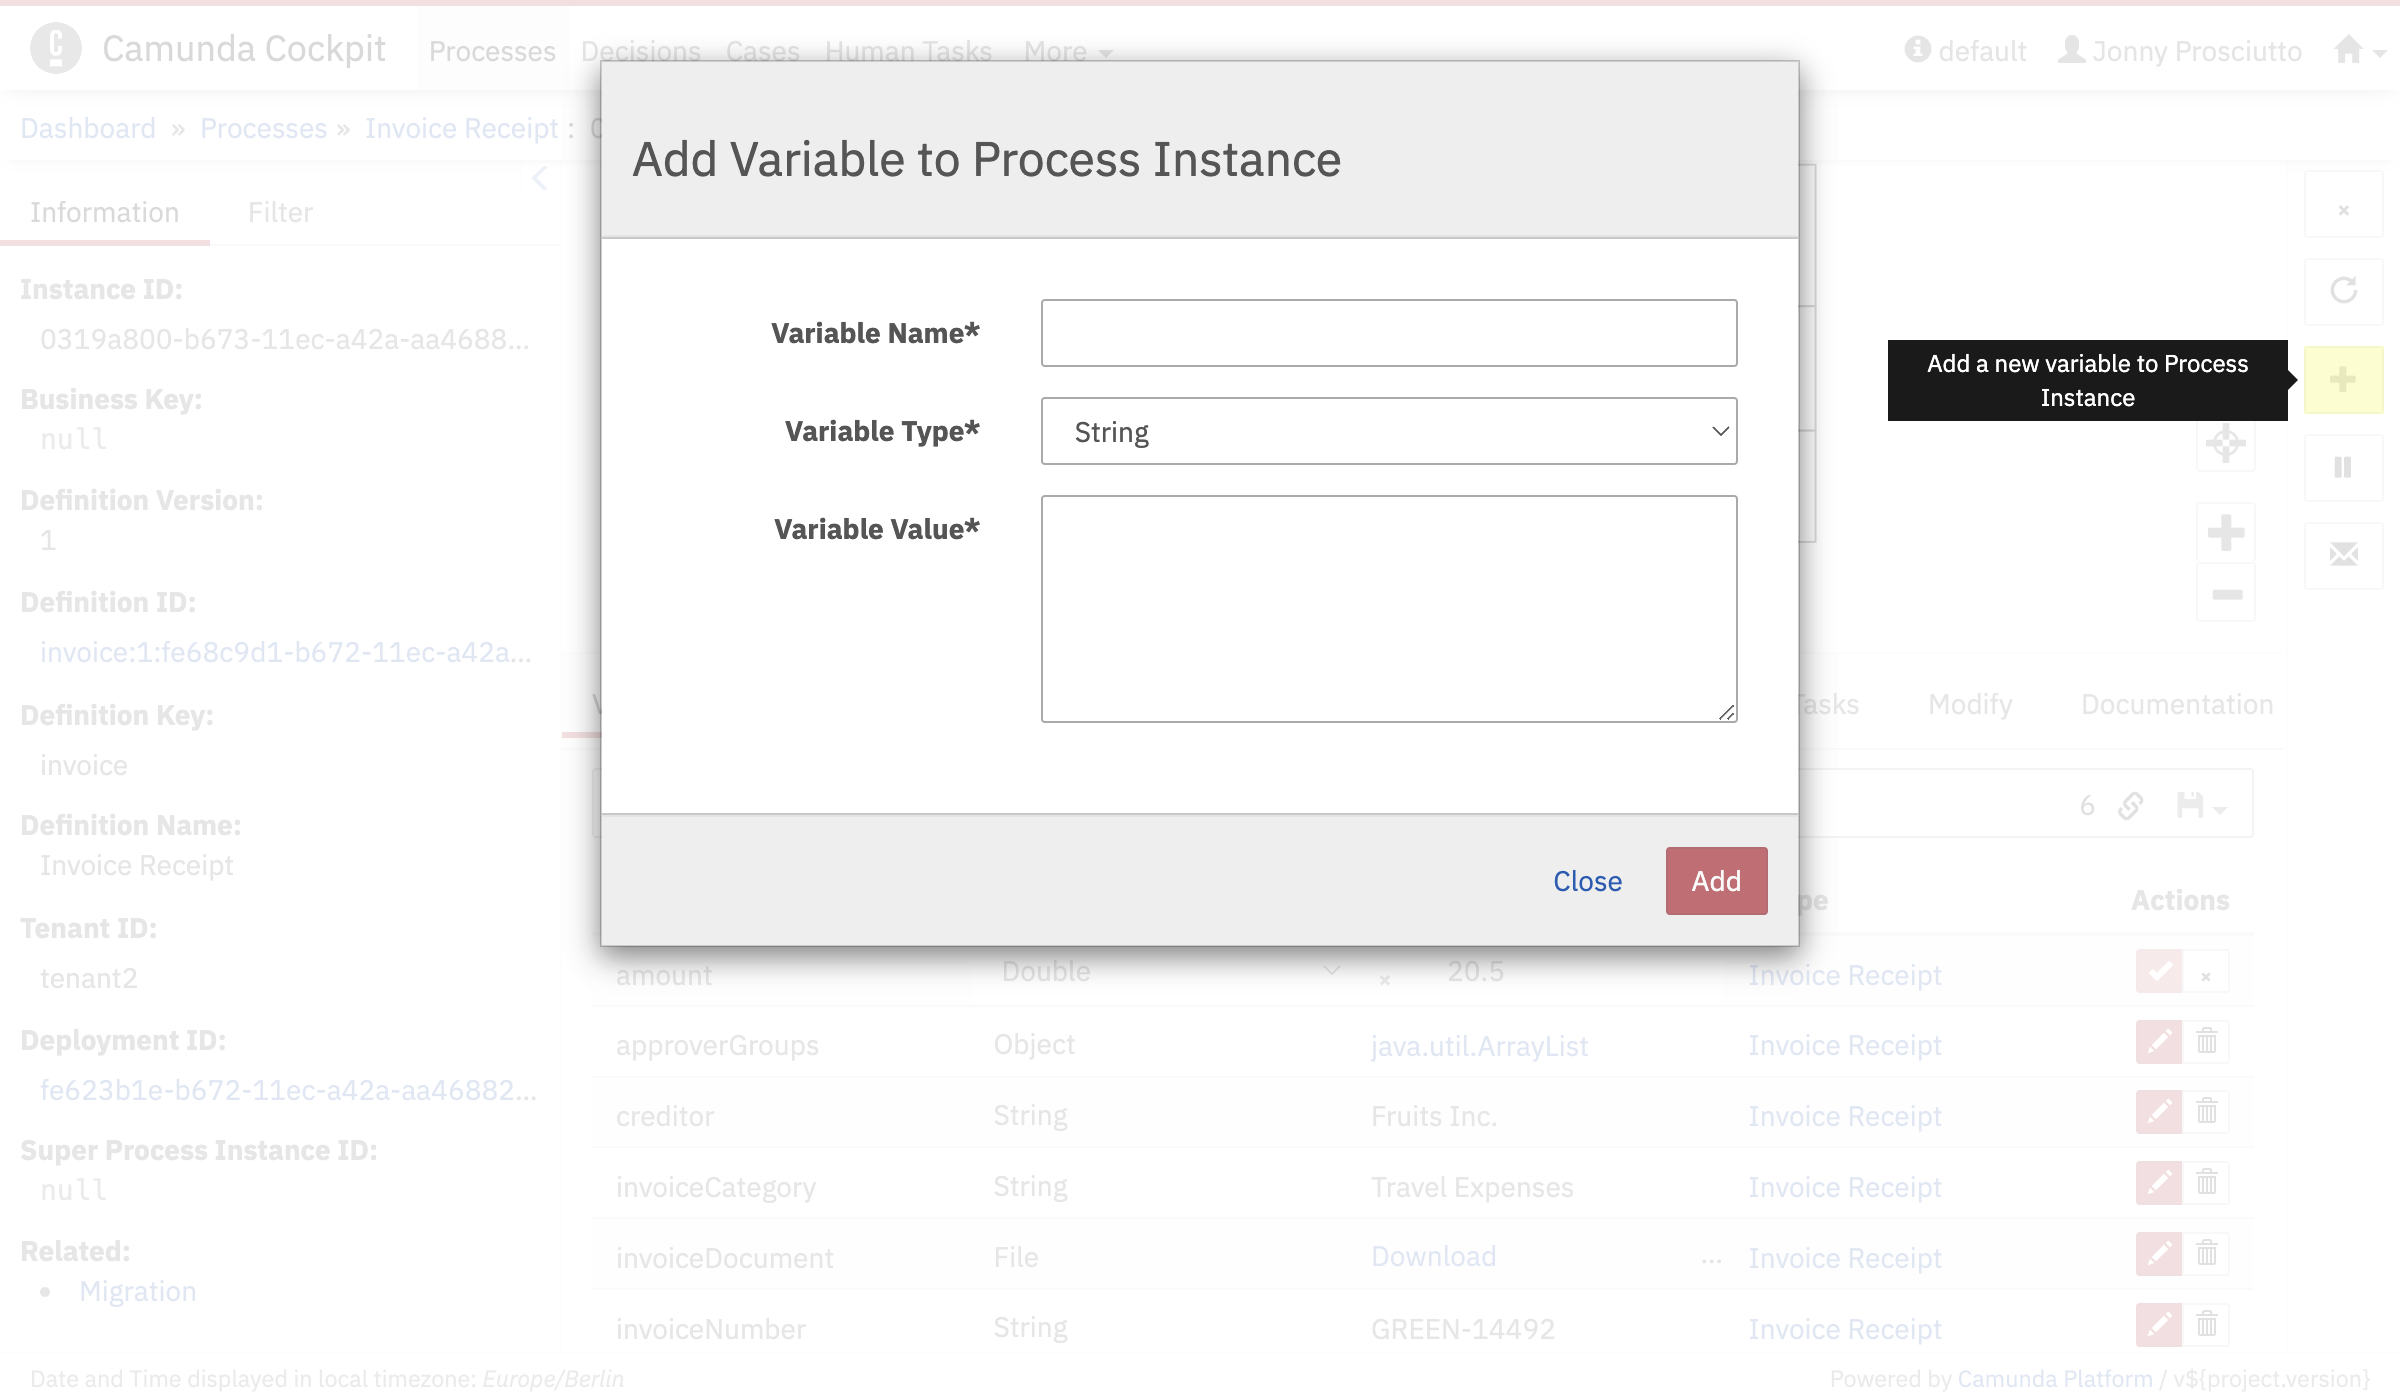 Camunda Cockpit
Processes
Decisions
Cases
Human Tasks
More
default
Jonny Prosciutto
Dashboard » Processes » Invoice Receipt :
Information
Filter
Instance ID:
0319a800-b673-11ec-a42a-aa4688...
Business Key:
null
Definition Version:
1
Definition ID:
invoice:1:fe68c9d1-b672-11ec-a42a...
Definition Key:
invoice
Definition Name:
Invoice Receipt
Tenant ID:
tenant2
Deployment ID:
fe623b1e-b672-11ec-a42a-aa46882...
Super Process Instance ID:
null
Related:
• Migration
Add Variable to Process Instance
Variable Name*
Variable Type*
String
Variable Value*
Close
Add
Add a new variable to Process
Instance
Tasks
Modify
Documentation
6
Actions
amount Double 20.5 Invoice Receipt
approverGroups Object java.util.ArrayList Invoice Receipt
creditor String Fruits Inc. Invoice Receipt
invoiceCategory String Travel Expenses Invoice Receipt
invoiceDocument File Download ... Invoice Receipt
invoiceNumber String GREEN-14492 Invoice Receipt
Date and Time displayed in local timezone: Europe/Berlin
Powered by Camunda Platform / v${project.version}